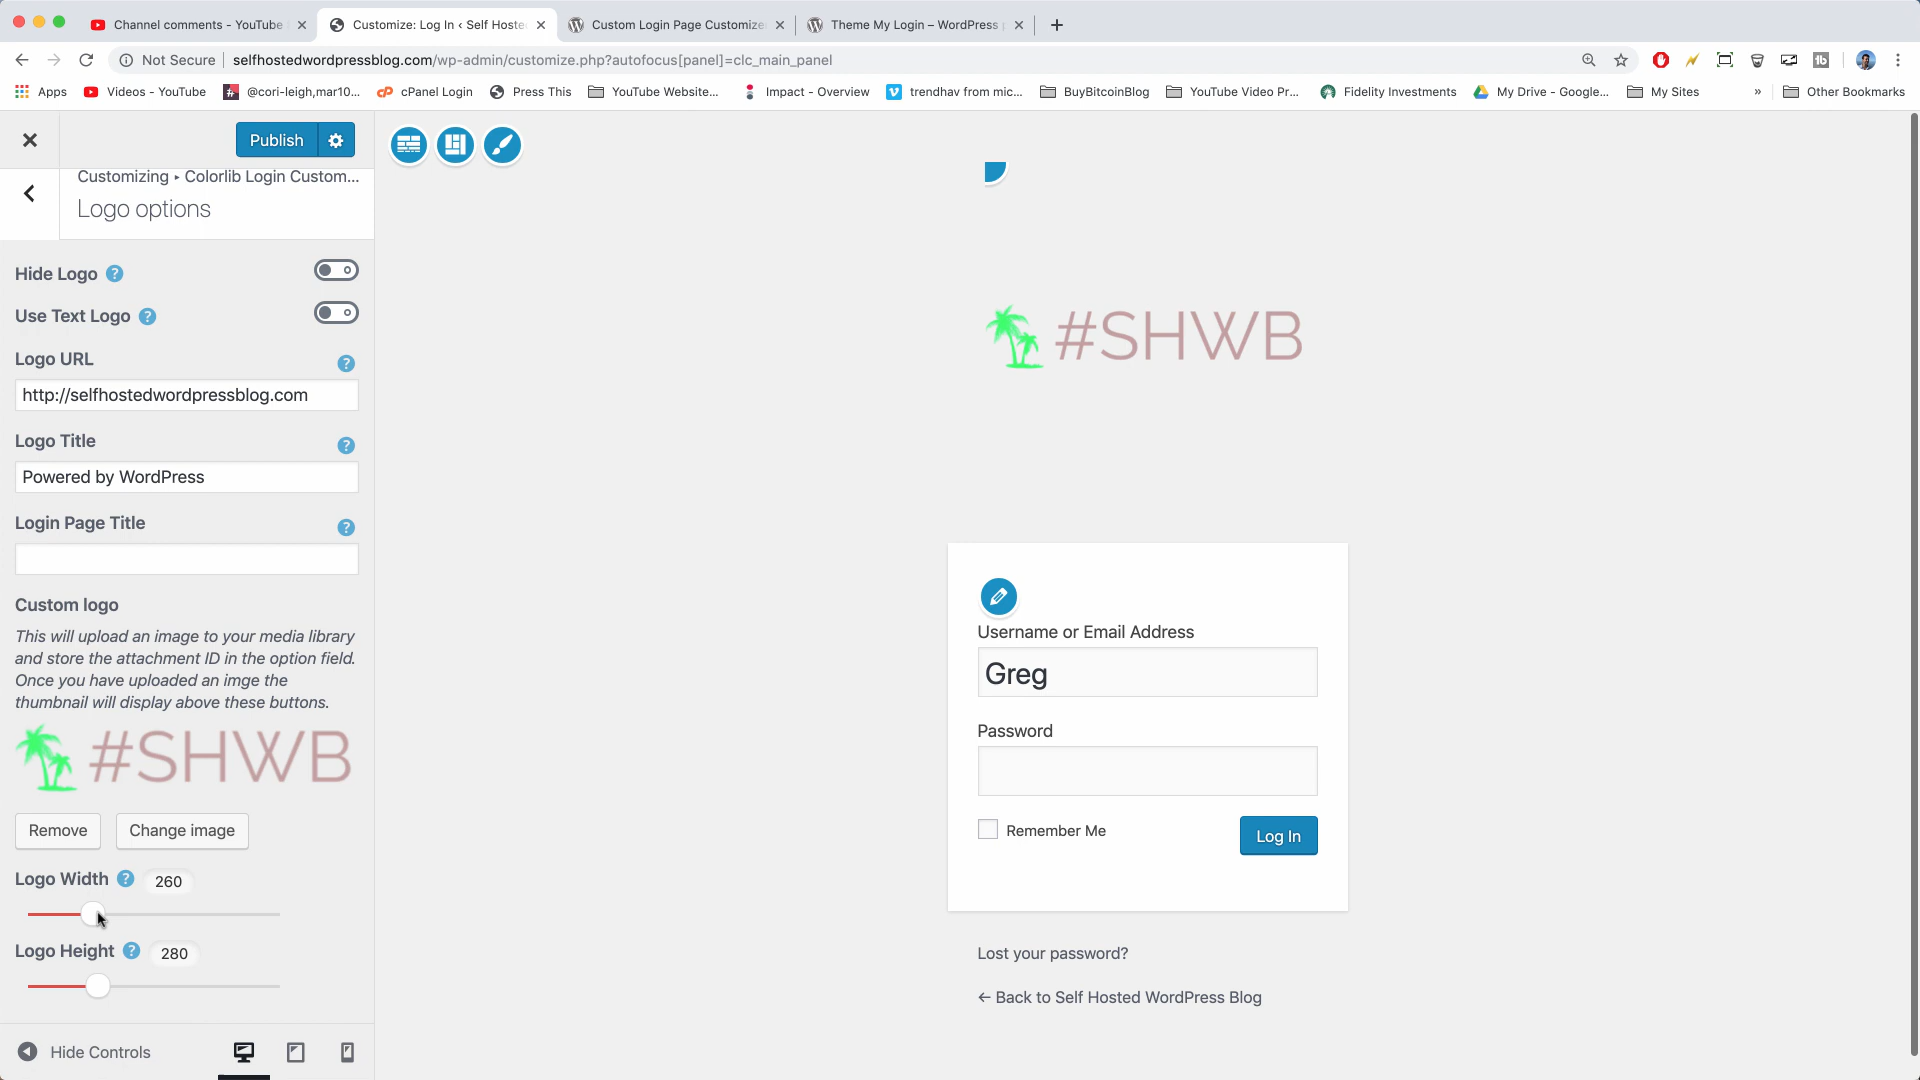 Channel comments - YouTube
Customize: Log In ‹ Self Hoste
Custom Login Page Customize
Theme My Login – WordPress
Not Secure
selfhostedwordpressblog.com/wp-admin/customize.php?autofocus[panel]=clc_main_panel
Apps
Videos - YouTube
@cori-leigh,mar10...
cPanel Login
Press This
YouTube Website...
Impact - Overview
trendhav from mic...
BuyBitcoinBlog
YouTube Video Pr...
Fidelity Investments
My Drive - Google...
My Sites
»
Other Bookmarks
Publish
Customizing ▸ Colorlib Login Custom...
Logo options
Hide Logo ?
Use Text Logo ?
Logo URL ?
http://selfhostedwordpressblog.com
Logo Title ?
Powered by WordPress
Login Page Title ?
Custom logo
This will upload an image to your media library
and store the attachment ID in the option field.
Once you have uploaded an imge the
thumbnail will display above these buttons.
#SHWB
Remove
Change image
Logo Width ? 260
Logo Height ? 280
Hide Controls
#SHWB
Username or Email Address
Greg
Password
Remember Me
Log In
Lost your password?
← Back to Self Hosted WordPress Blog